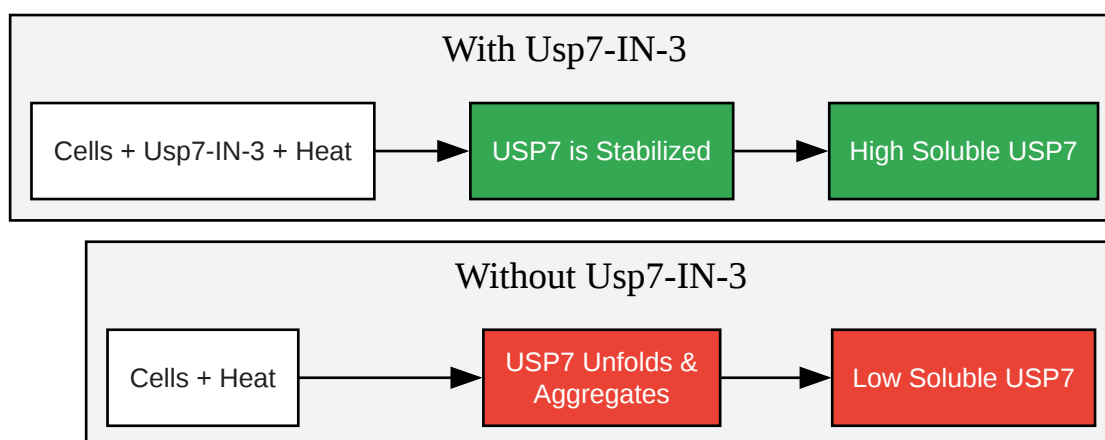 With Usp7-IN-3
Cells + Usp7-IN-3 + Heat
USP7 is Stabilized
High Soluble USP7
Without Usp7-IN-3
Cells + Heat
USP7 Unfolds &
Aggregates
Low Soluble USP7